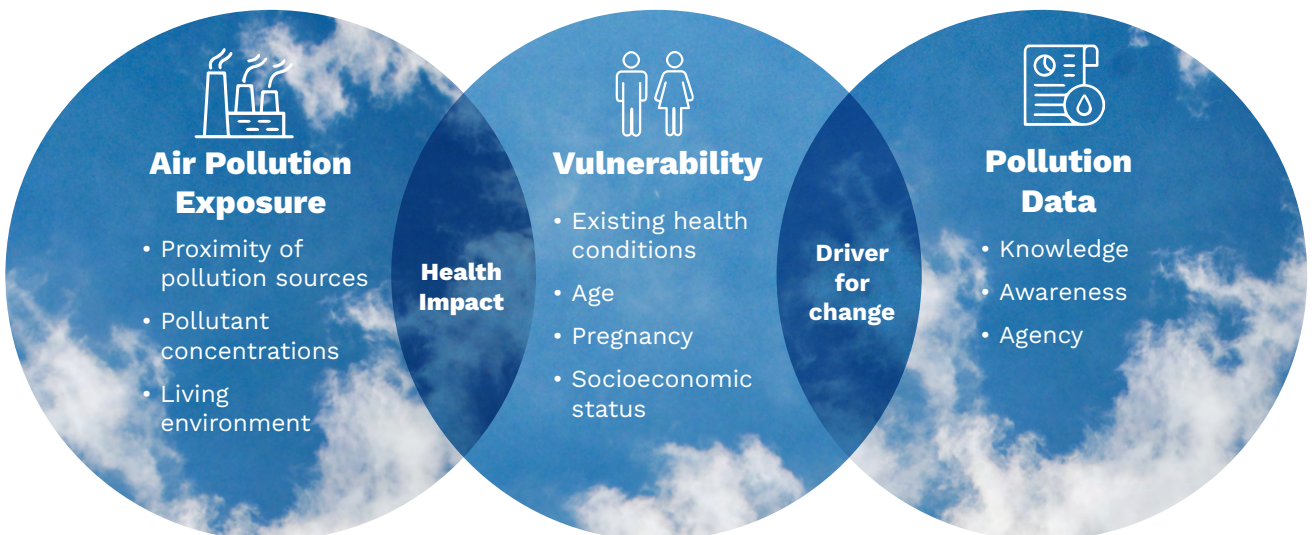 Air Pollution
Exposure
• Proximity of
pollution sources
• Pollutant
concentrations
• Living
environment
Health
Impact
Vulnerability
• Existing health
conditions
• Age
• Pregnancy
• Socioeconomic
status
Driver
for
change
Pollution
Data
• Knowledge
• Awareness
• Agency